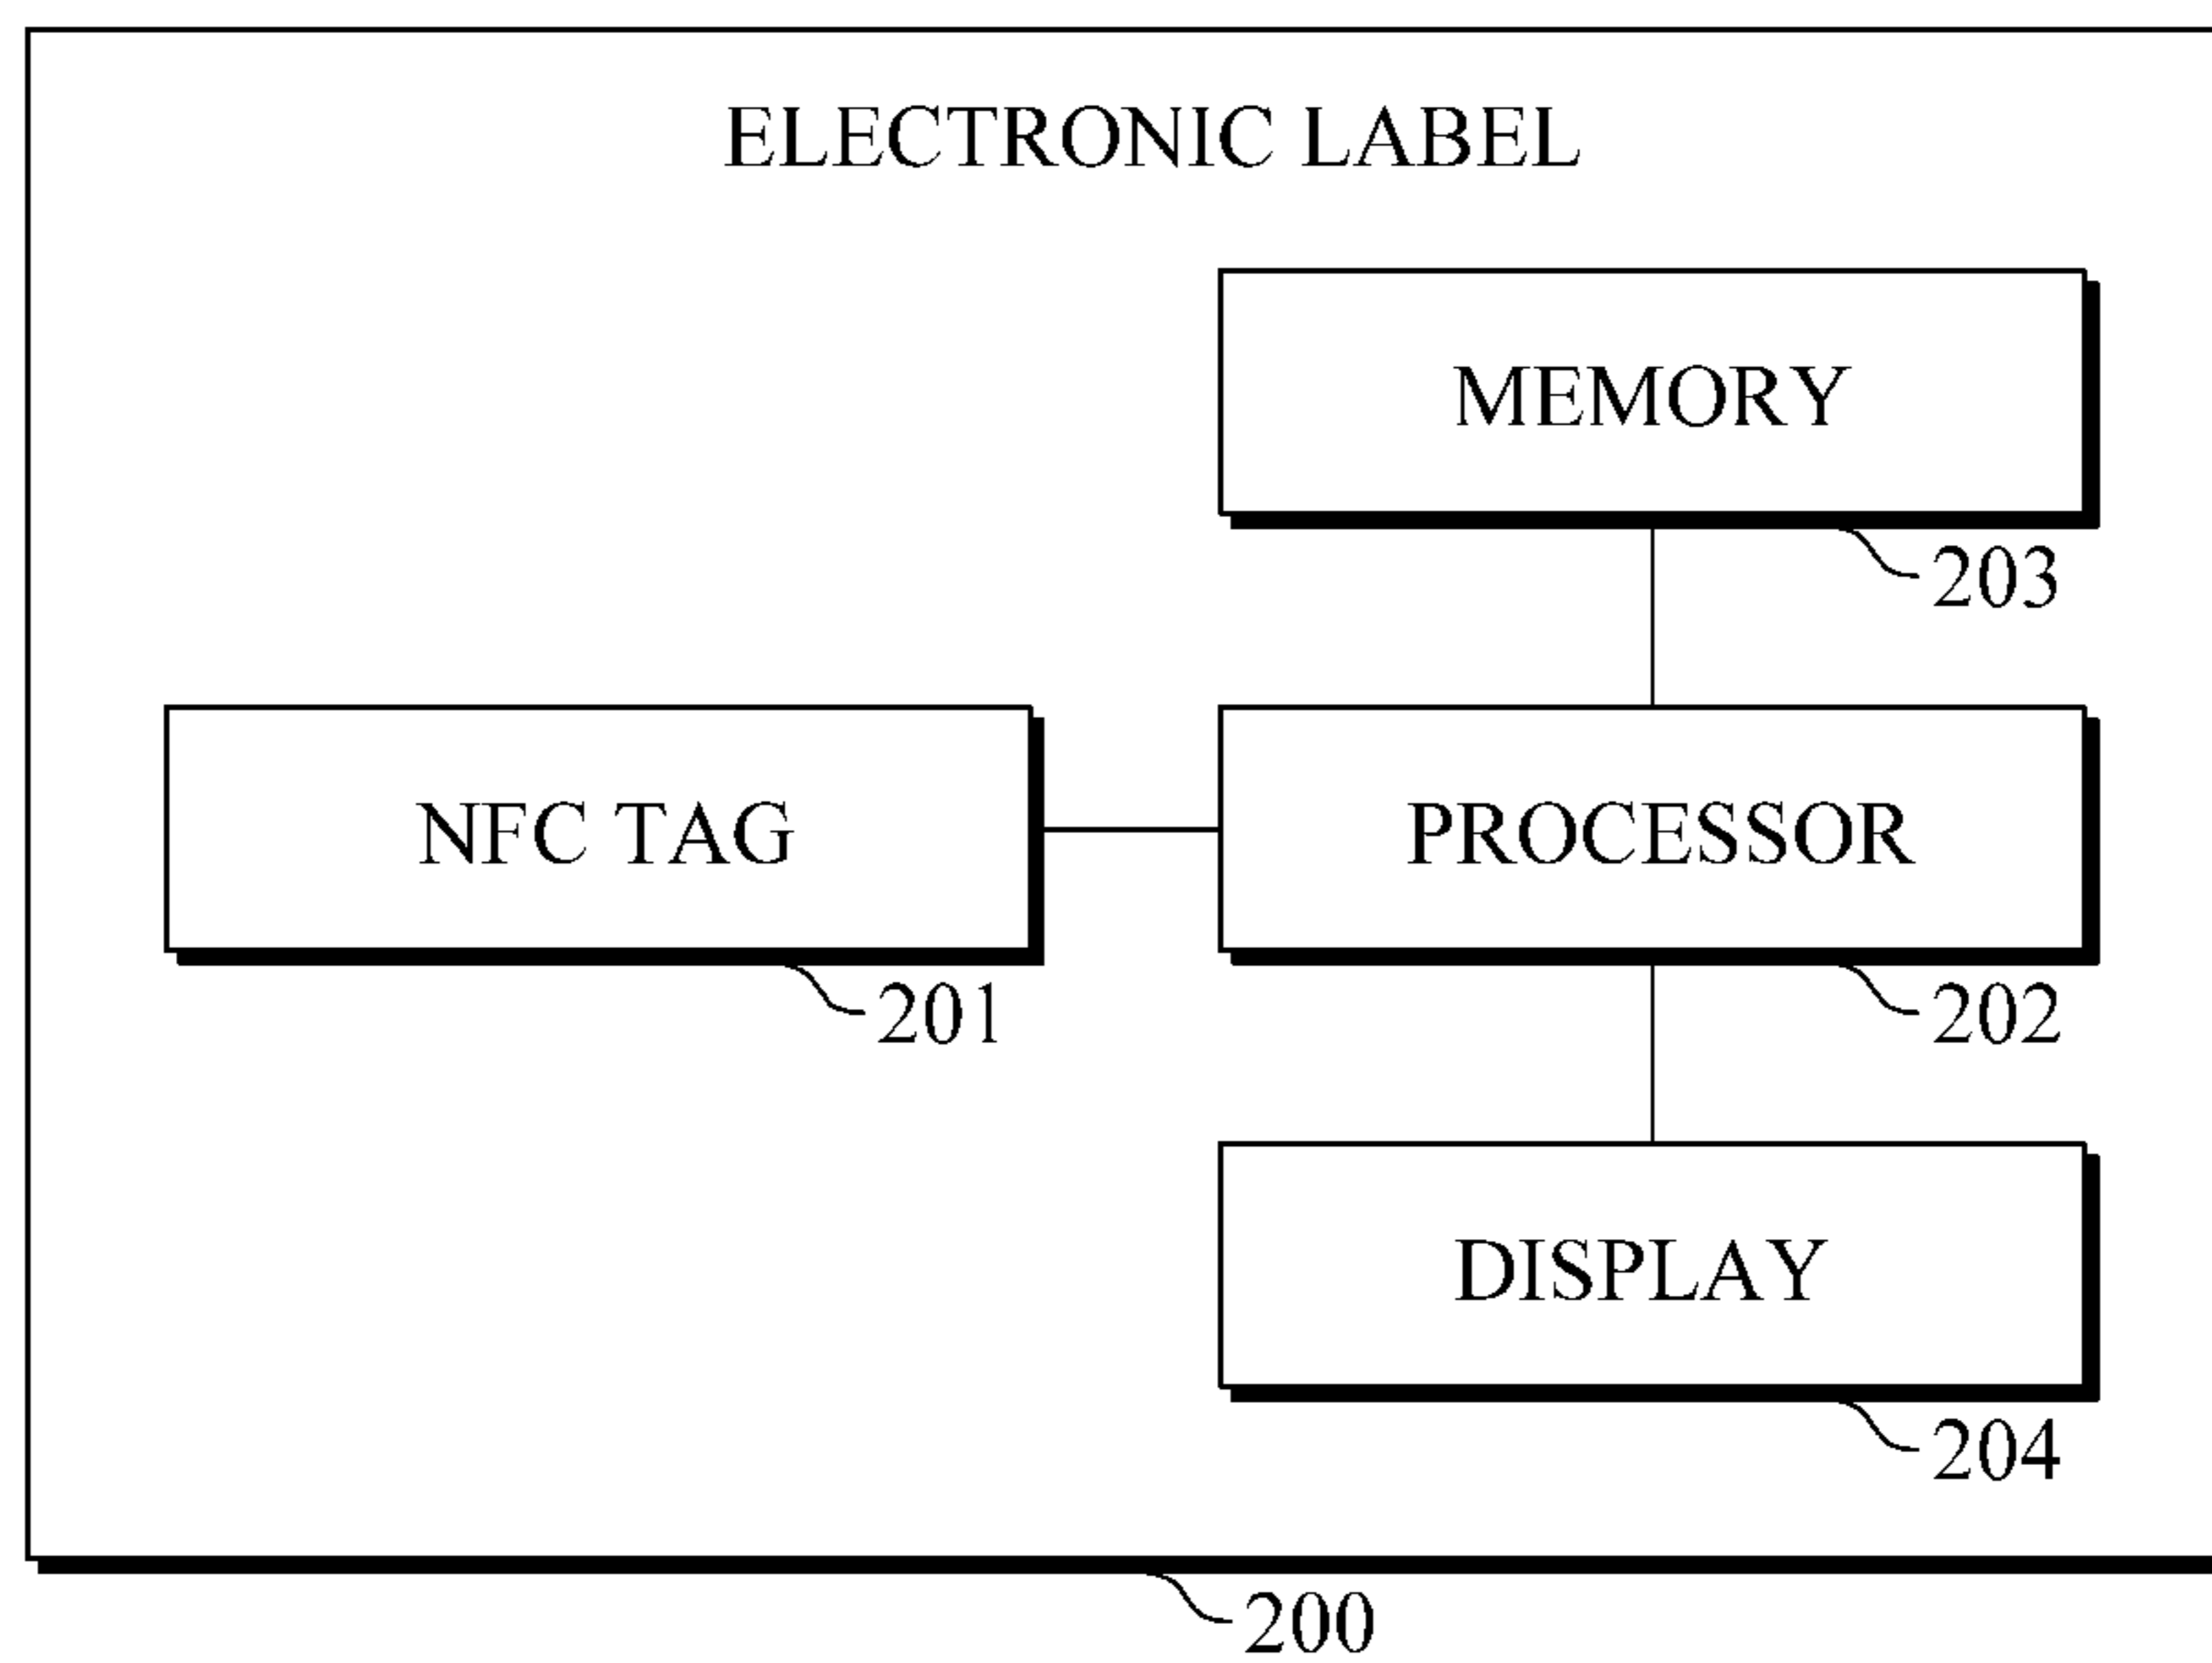 ELECTRONIC LABEL
MEMORY
203
NFC TAG
PROCESSOR
201
202
DISPLAY
204
200